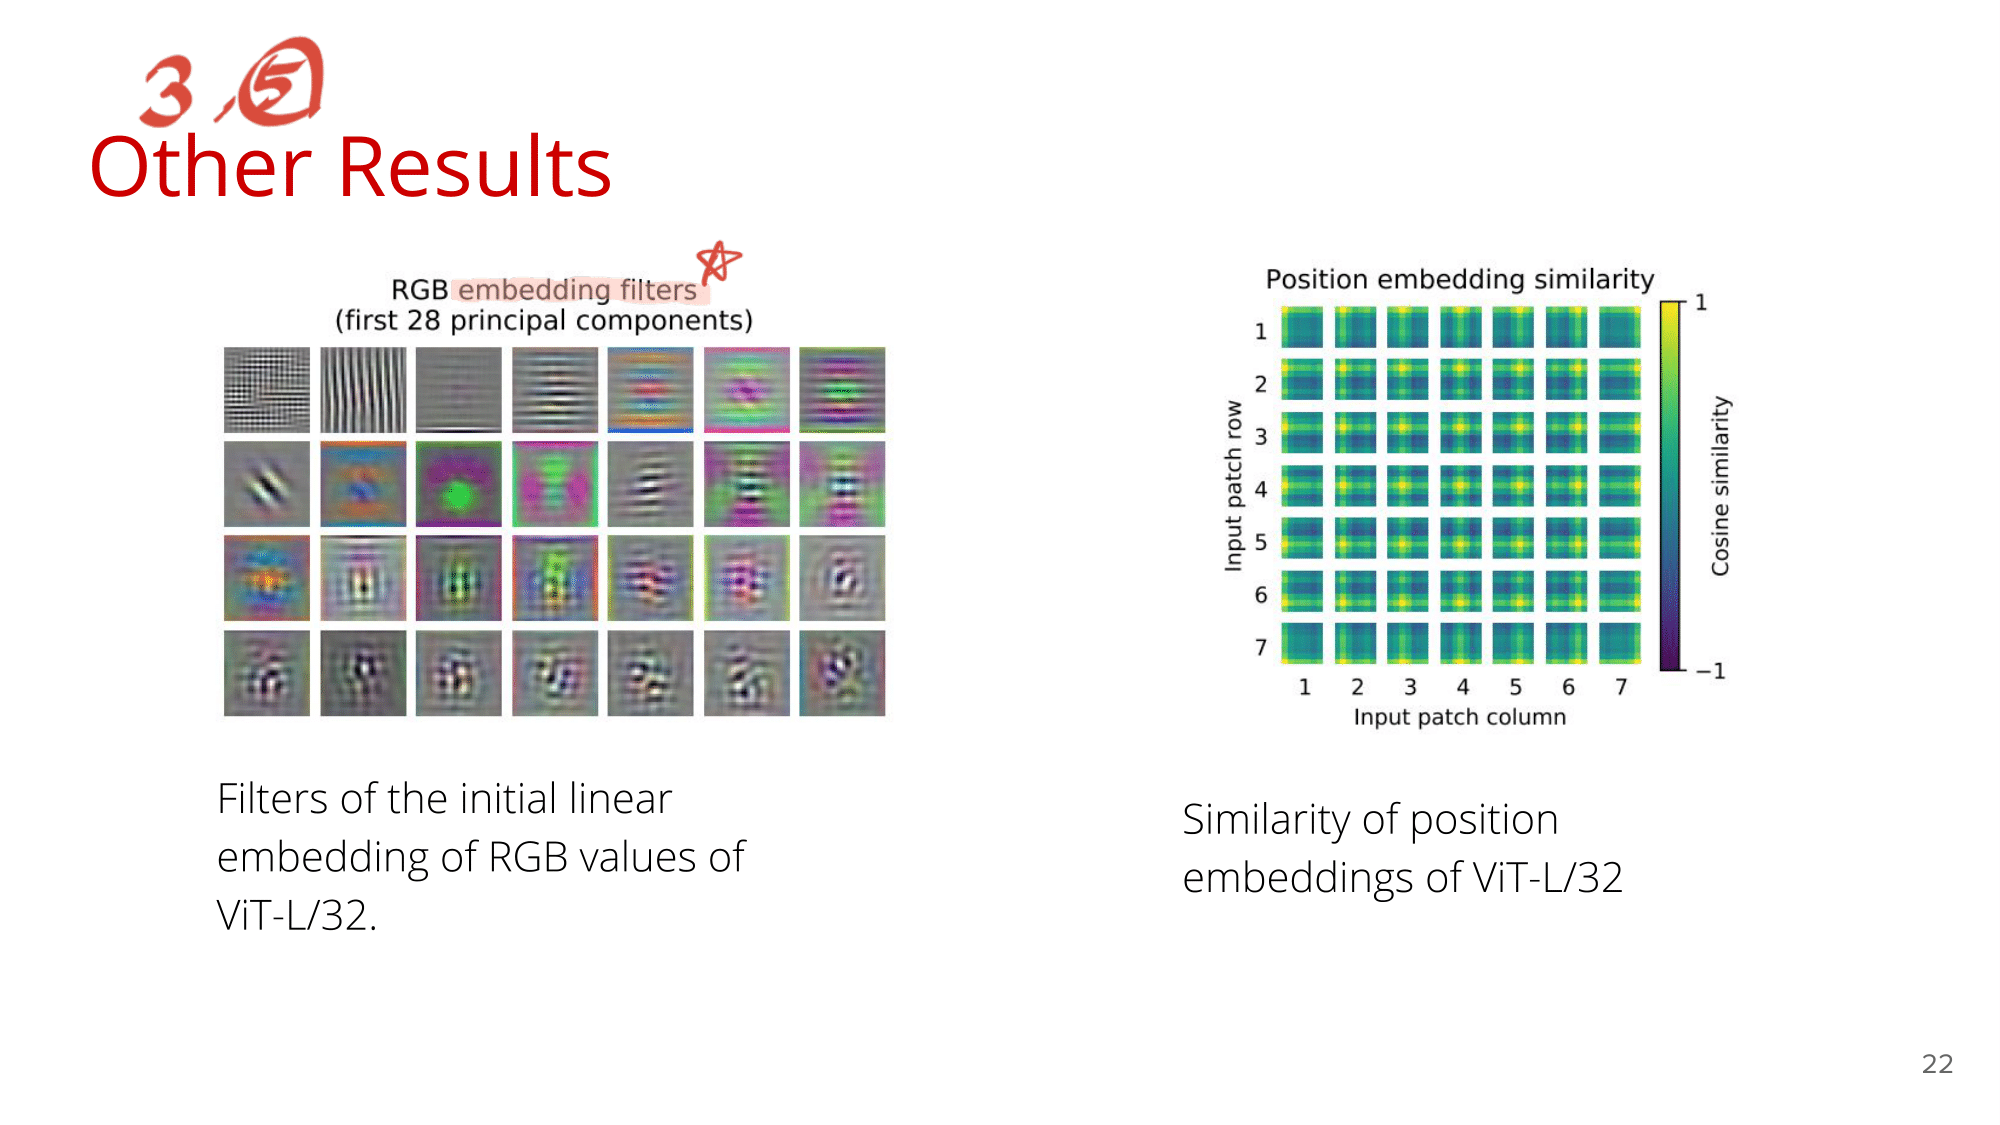 3.5
Other Results
RGB embedding filters
(first 28 principal components)
Filters of the initial linear
embedding of RGB values of
ViT-L/32.
Position embedding similarity
Input patch row
1
2
3
4
5
6
7
1 2 3 4 5 6 7
Input patch column
1
−1
Cosine similarity
Similarity of position
embeddings of ViT-L/32
22